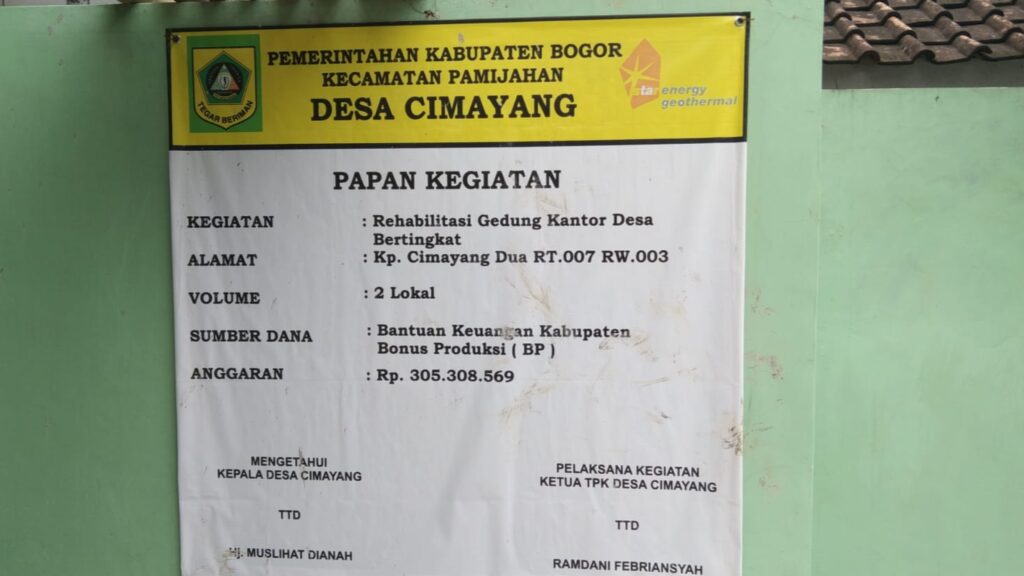 PEMERINTAHAN KABUPATEN BOGOR
KECAMATAN PAMIJAHAN
DESA CIMAYANG
TEGAR BERIMAN
energy
geothermal
PAPAN KEGIATAN
KEGIATAN : Rehabilitasi Gedung Kantor Desa
Bertingkat
ALAMAT : Kp. Cimayang Dua RT.007 RW.003
VOLUME : 2 Lokal
SUMBER DANA : Bantuan Keuangan Kabupaten
Bonus Produksi ( BP )
ANGGARAN : Rp. 305.308.569
MENGETAHUI
KEPALA DESA CIMAYANG
TTD
Hj. MUSLIHAT DIANAH
PELAKSANA KEGIATAN
KETUA TPK DESA CIMAYANG
TTD
RAMDANI FEBRIANSYAH